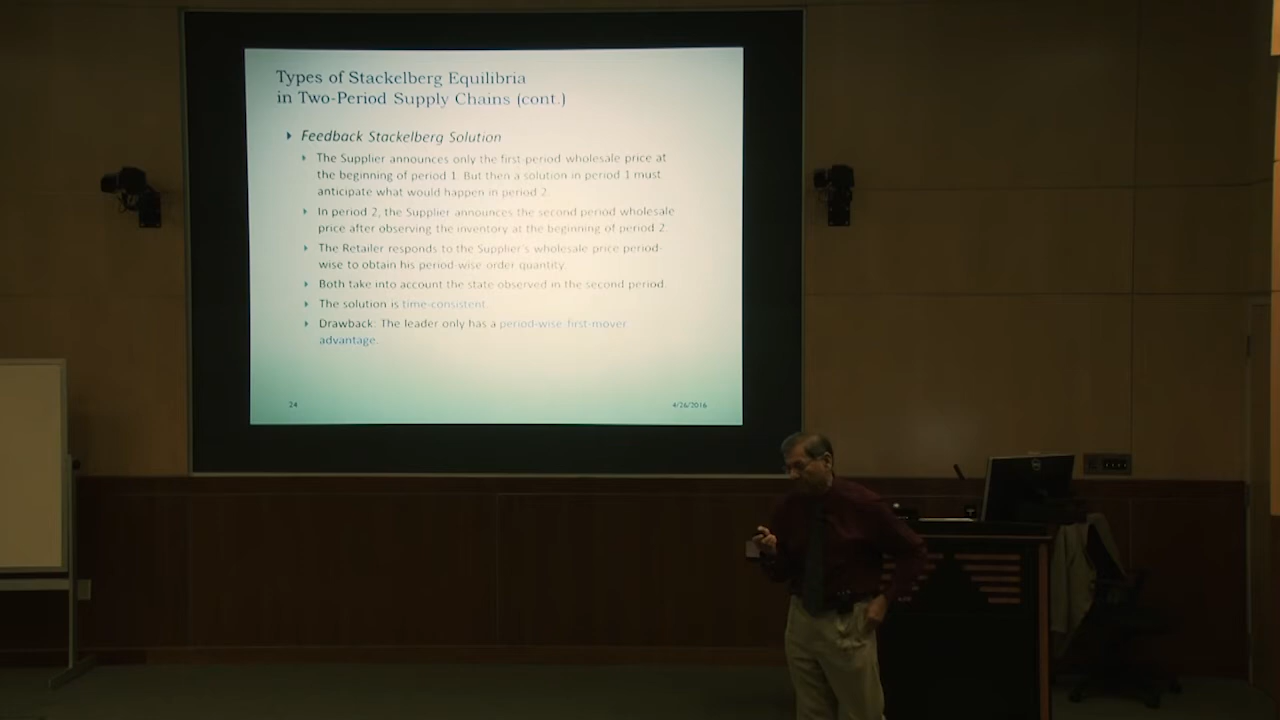 Types of Stackelberg Equilibria
in Two-Period Supply Chains (cont.)
Feedback Stackelberg Solution
The Supplier announces only the first-period wholesale price at
the beginning of period 1. But then a solution in period 1 must
anticipate what would happen in period 2.
In period 2, the Supplier announces the second period wholesale
price after observing the inventory at the beginning of period 2.
The Retailer responds to the Supplier's wholesale price period-
wise to obtain his period-wise order quantity.
Both take into account the state observed in the second period.
The solution is time-consistent.
Drawback: The leader only has a period-wise-first-mover
advantage.
24
4/26/2016